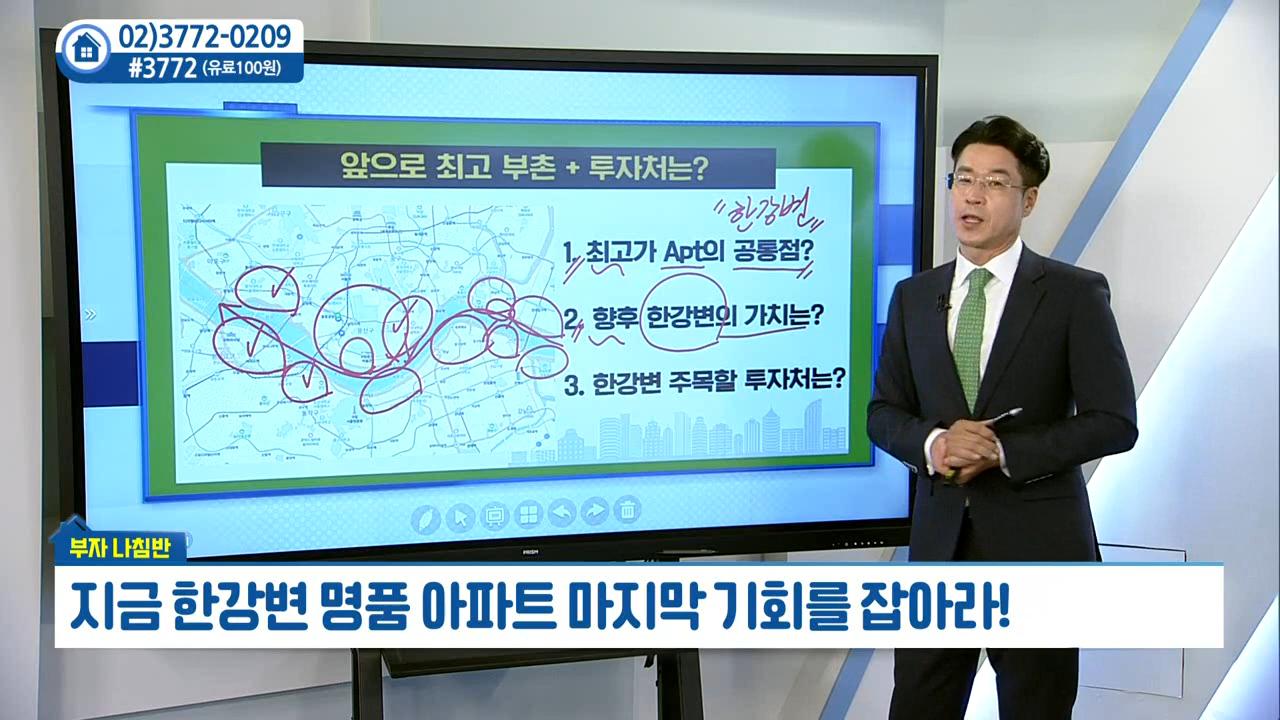 02)3772-0209
#3772 (유료100원)
앞으로 최고 부촌 + 투자처는?
"한강변"
1. 최고가 Apt의 공통점?
2. 향후 한강변의 가치는?
3. 한강변 주목할 투자처는?
PRISM
부자 나침반
지금 한강변 명품 아파트 마지막 기회를 잡아라!